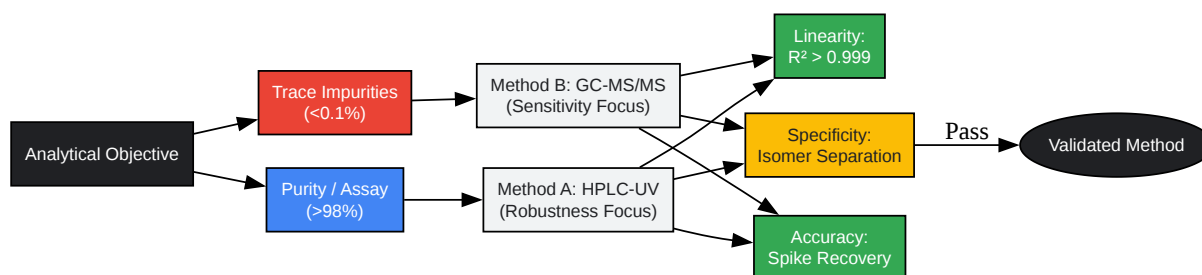 Analytical Objective
Trace Impurities
(<0.1%)
Purity / Assay
(>98%)
Method B: GC-MS/MS
(Sensitivity Focus)
Method A: HPLC-UV
(Robustness Focus)
Linearity:
R² > 0.999
Specificity:
Isomer Separation
Accuracy:
Spike Recovery
Pass
Validated Method